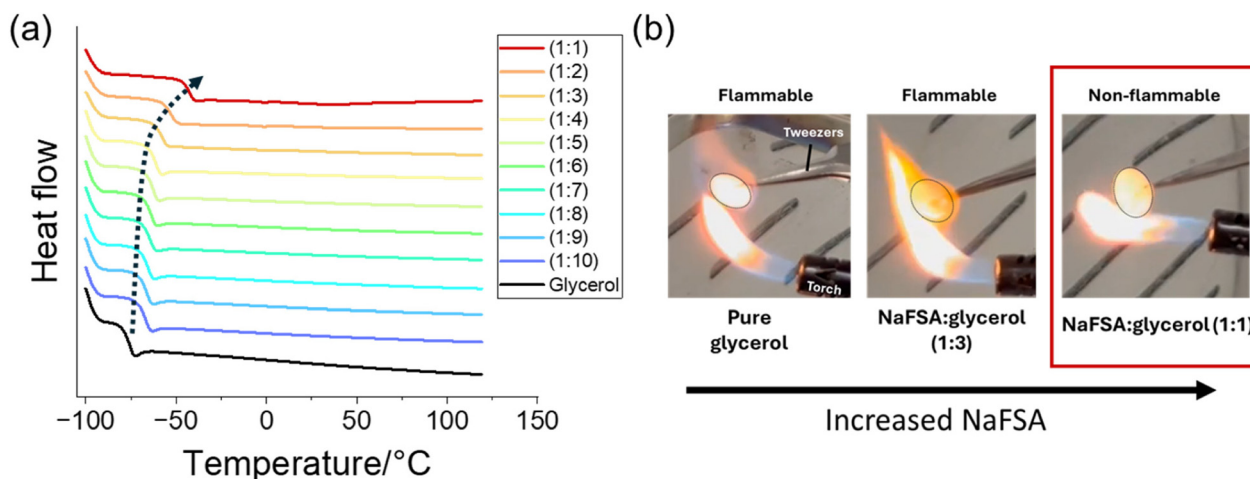 (a)
Heat flow
−100
−50
0
50
100
150
Temperature/°C
(1:1)
(1:2)
(1:3)
(1:4)
(1:5)
(1:6)
(1:7)
(1:8)
(1:9)
(1:10)
Glycerol
(b)
Flammable
Tweezers
Torch
Pure
glycerol
Flammable
NaFSA:glycerol
(1:3)
Non-flammable
NaFSA:glycerol (1:1)
Increased NaFSA